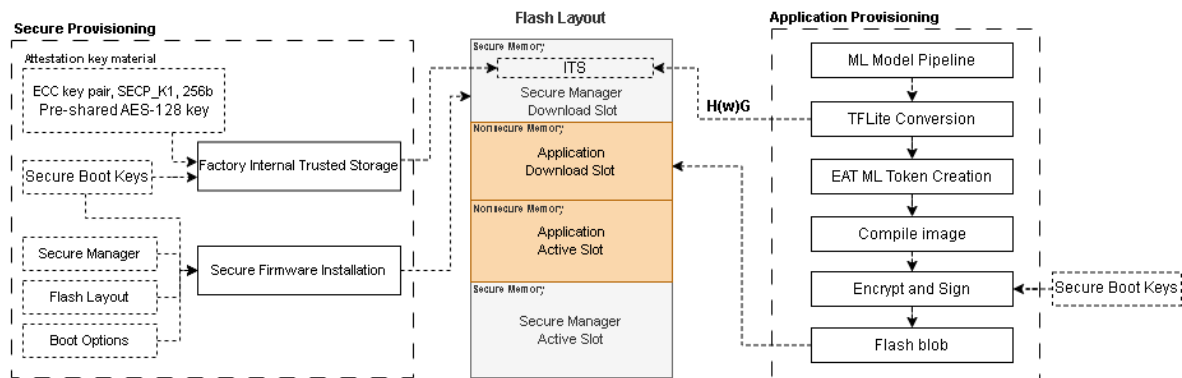 Secure Provisioning
Attestation key material
ECC key pair, SECP_K1, 256b
Pre-shared AES-128 key
Secure Boot Keys
Factory Internal Trusted Storage
Secure Manager
Flash Layout
Boot Options
Secure Firmware Installation
Flash Layout
Secure Memory
ITS
Secure Manager
Download Slot
Nonsecure Memory
Application
Download Slot
Nonsecure Memory
Application
Active Slot
Secure Memory
Secure Manager
Active Slot
H(w)G
Application Provisioning
ML Model Pipeline
TFLite Conversion
EAT ML Token Creation
Compile image
Encrypt and Sign
Flash blob
Secure Boot Keys